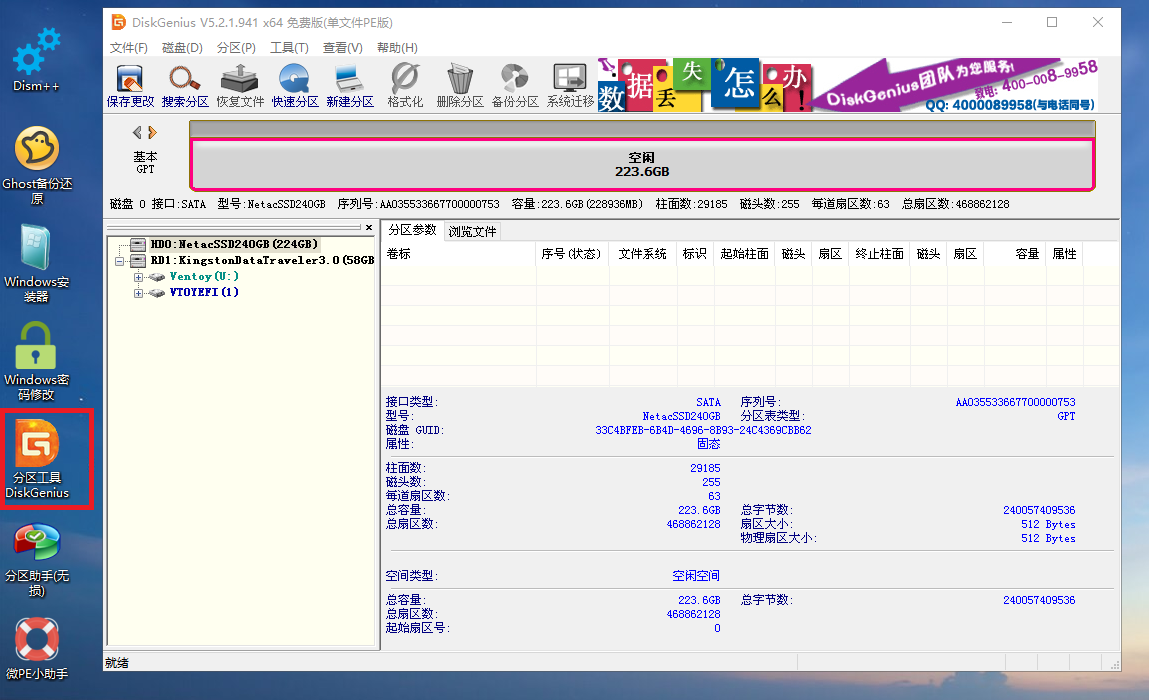 Dism++
Ghost备份还
原
Windows安
装器
Windows密
码修改
分区工具
DiskGenius
分区助手(无
损)
微PE小助手
DiskGenius V5.2.1.941 x64 免费版(单文件PE版)
文件(F) 磁盘(D) 分区(P) 工具(T) 查看(V) 帮助(H)
保存更改 搜索分区 恢复文件 快速分区 新建分区 格式化 删除分区 备份分区 系统迁移
数据丢失怎么办!
DiskGenius团队为您服务!
致电: 400-008-9958
QQ: 4000089958(与电话同号)
基本
GPT
空闲
223.6GB
磁盘 0 接口:SATA 型号:NetacSSD240GB 序列号:AA035533667700000753 容量:223.6GB(228936MB) 柱面数:29185 磁头数:255 每道扇区数:63 总扇区数:468862128
HD0:NetacSSD240GB(224GB)
RD1:KingstonDataTraveler3.0(58GB
Ventoy(U:)
VTOYEFI(1)
分区参数 浏览文件
卷标 序号(状态) 文件系统 标识 起始柱面 磁头 扇区 终止柱面 磁头 扇区 容量 属性
接口类型: SATA 序列号: AA035533667700000753
型号: NetacSSD240GB 分区表类型: GPT
磁盘 GUID: 33C4BFEB-6B4D-4696-8B93-24C4369CBB62
属性: 固态
柱面数: 29185
磁头数: 255
每道扇区数: 63
总容量: 223.6GB 总字节数: 240057409536
总扇区数: 468862128 扇区大小: 512 Bytes
物理扇区大小: 512 Bytes
空间类型: 空闲空间
总容量: 223.6GB 总字节数: 240057409536
总扇区数: 468862128
起始扇区号: 0
就绪